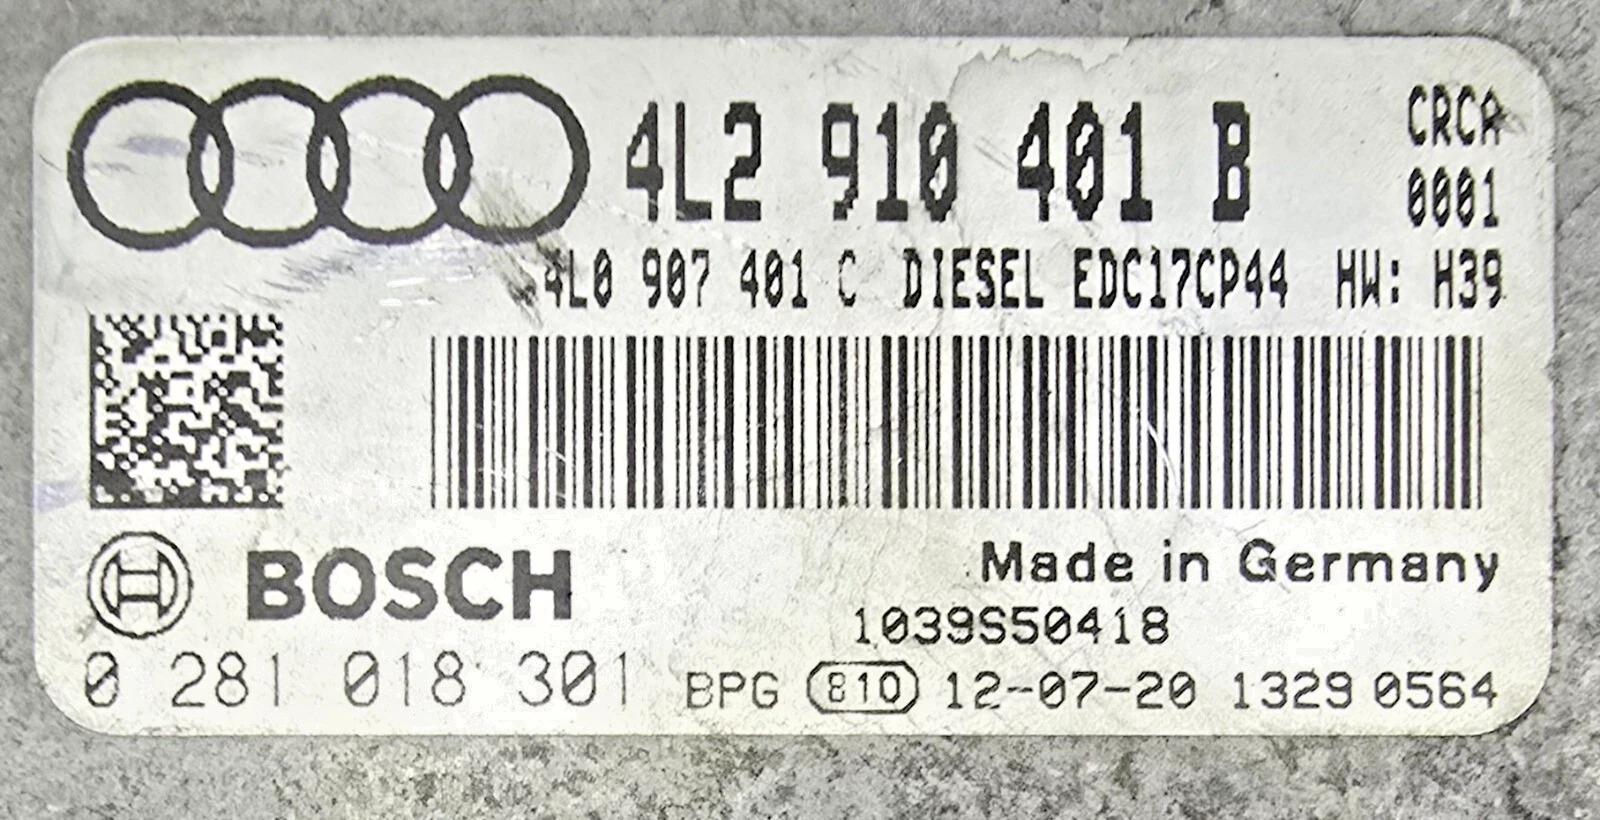 4L2 910 401 B CRCA
0001
4L0 907 401 C DIESEL EDC17CP44 HW: H39
BOSCH
Made in Germany
1039S50418
0 281 018 301 BPG 810 12-07-20 1329 0564